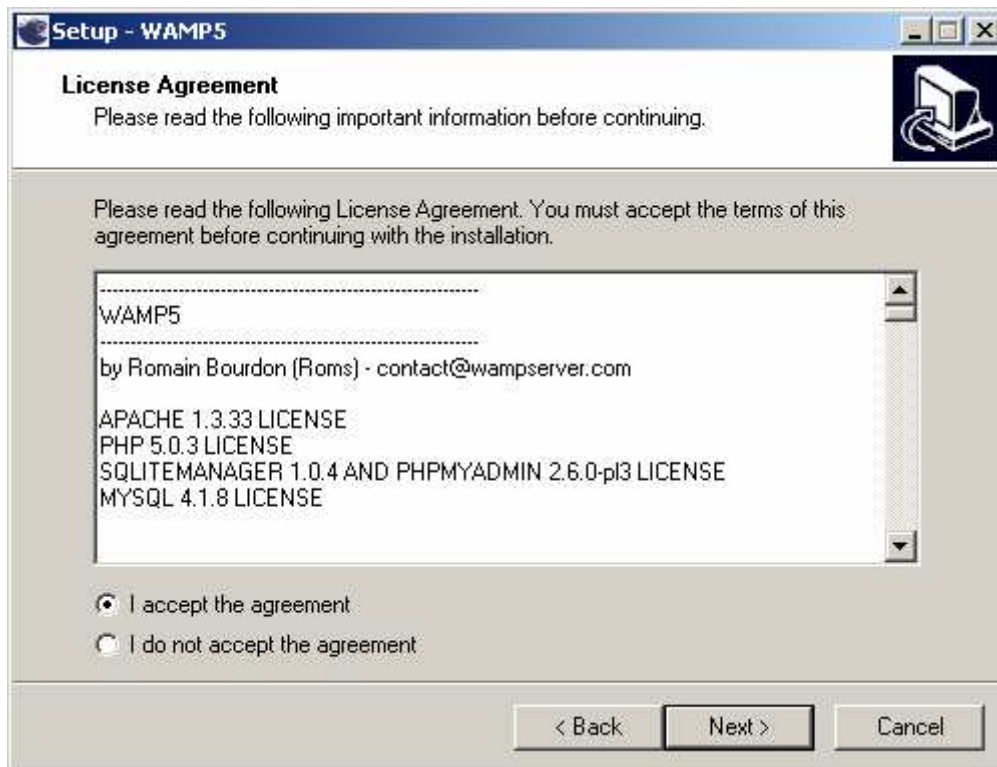 Setup - WAMP5
License Agreement
Please read the following important information before continuing.
Please read the following License Agreement. You must accept the terms of this
agreement before continuing with the installation.
------------------------------------------------------------
WAMP5
------------------------------------------------------------
by Romain Bourdon (Roms) - contact@wampserver.com
APACHE 1.3.33 LICENSE
PHP 5.0.3 LICENSE
SQLITEMANAGER 1.0.4 AND PHPMYADMIN 2.6.0-pl3 LICENSE
MYSQL 4.1.8 LICENSE
I accept the agreement
I do not accept the agreement
< Back Next > Cancel